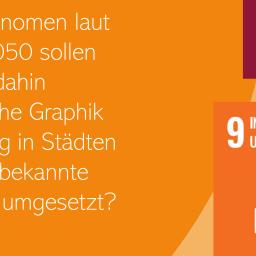 nomen laut
050 sollen
dahin
he Graphik
g in Städten
bekannte
umgesetzt?
9